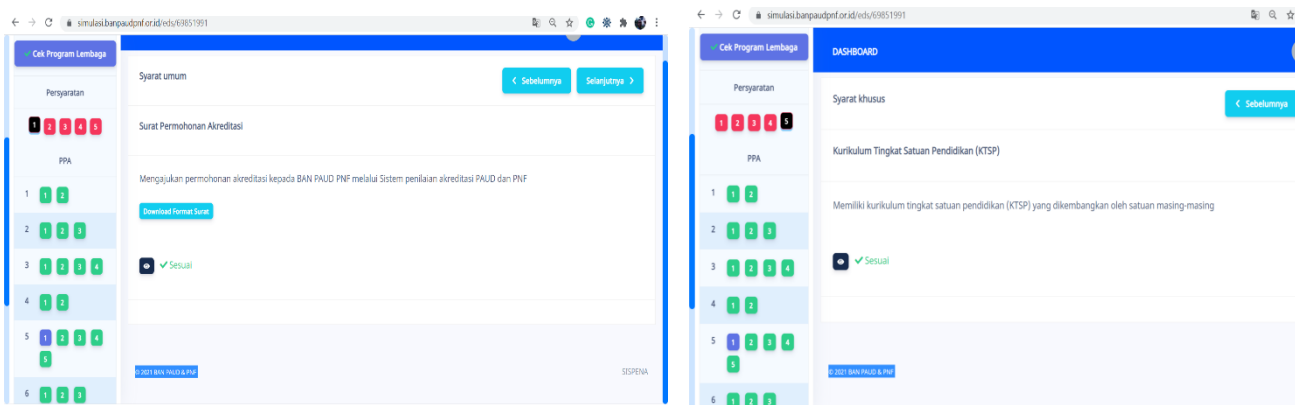 simulasi.banpaudpnf.or.id/eds/69851991
Cek Program Lembaga
Persyaratan
1 2 3 4 5
PPA
1 1 2
2 1 2 3
3 1 2 3 4
4 1 2
5 1 2 3 4
5
6 1 2 3
Syarat umum
Sebelumnya
Selanjutnya
Surat Permohonan Akreditasi
Mengajukan permohonan akreditasi kepada BAN PAUD PNF melalui Sistem penilaian akreditasi PAUD dan PNF
Download Format Surat
Sesuai
© 2021 BAN PAUD & PNF
SISPENA
simulasi.banpaudpnf.or.id/eds/69851991
Cek Program Lembaga
Persyaratan
1 2 3 4 5
PPA
1 1 2
2 1 2 3
3 1 2 3 4
4 1 2
5 1 2 3 4
5
6 1 2 3
DASHBOARD
Syarat khusus
Sebelumnya
Kurikulum Tingkat Satuan Pendidikan (KTSP)
Memiliki kurikulum tingkat satuan pendidikan (KTSP) yang dikembangkan oleh satuan masing-masing
Sesuai
© 2021 BAN PAUD & PNF